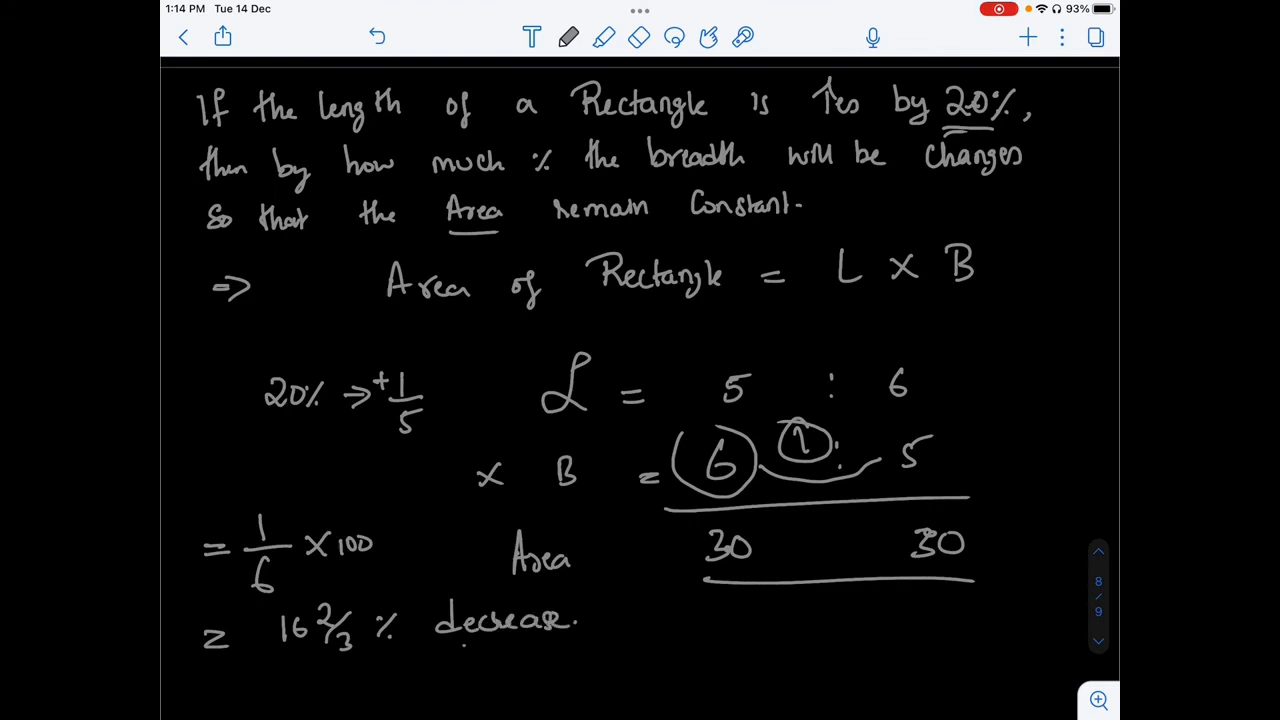 1:14 PM Tue 14 Dec
93%
If the length of a Rectangle is ↑es by 20%,
then by how much % the breadth will be changes
So that the Area remain Constant.
=> Area of Rectangle = L × B
20% → +1/5 L = 5 : 6
× B = 6 1 : 5
= 1/6 × 100 Area 30 30
= 16 2/3 % decrease.
8
/
9